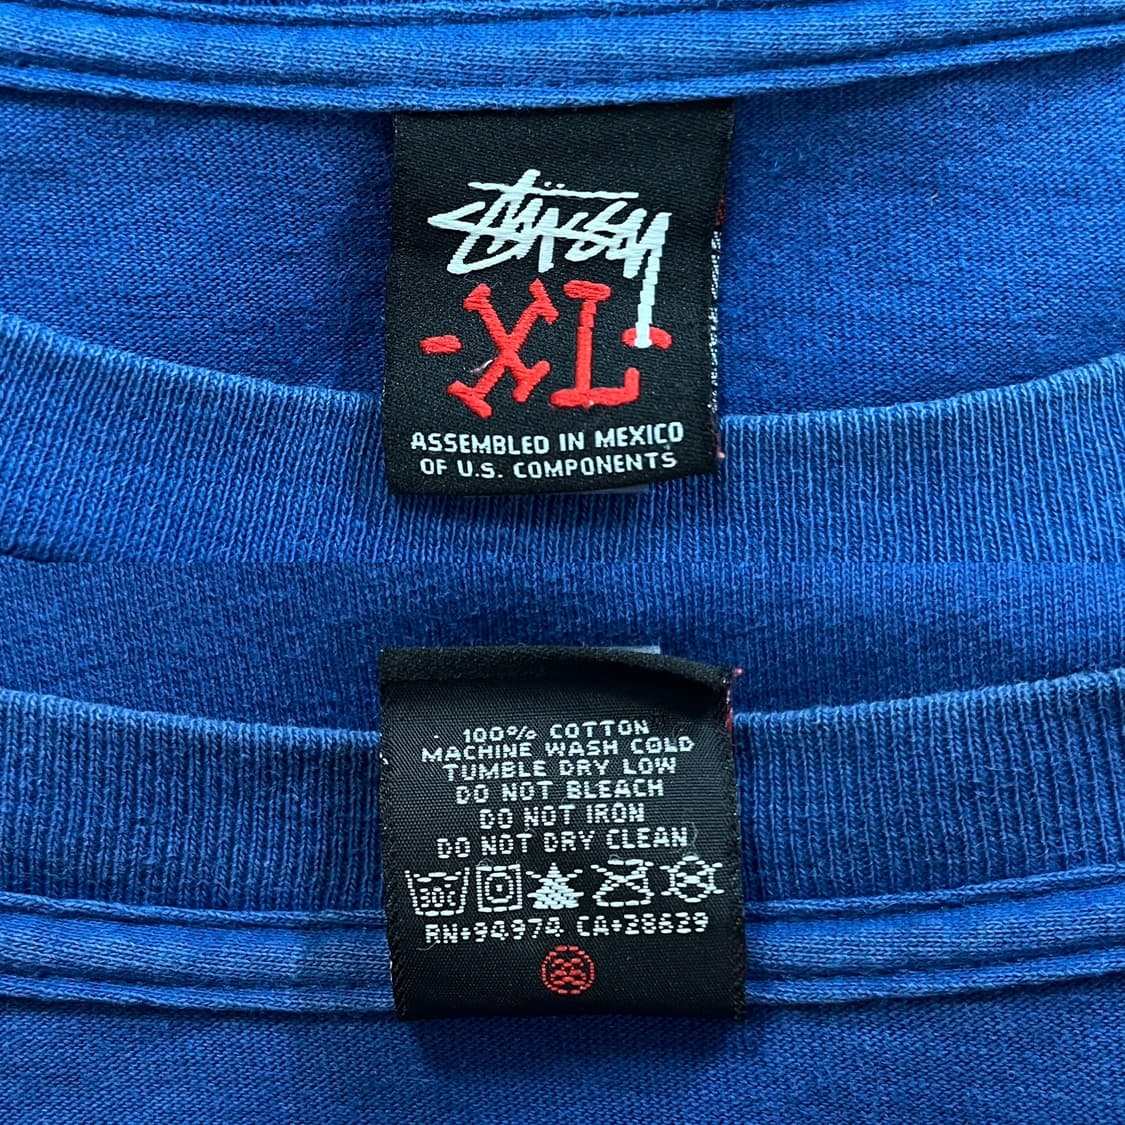 Stüssy
-XL-
ASSEMBLED IN MEXICO
OF U.S. COMPONENTS
100% COTTON
MACHINE WASH COLD
TUMBLE DRY LOW
DO NOT BLEACH
DO NOT IRON
DO NOT DRY CLEAN
30C
RN+94974 CA+28629